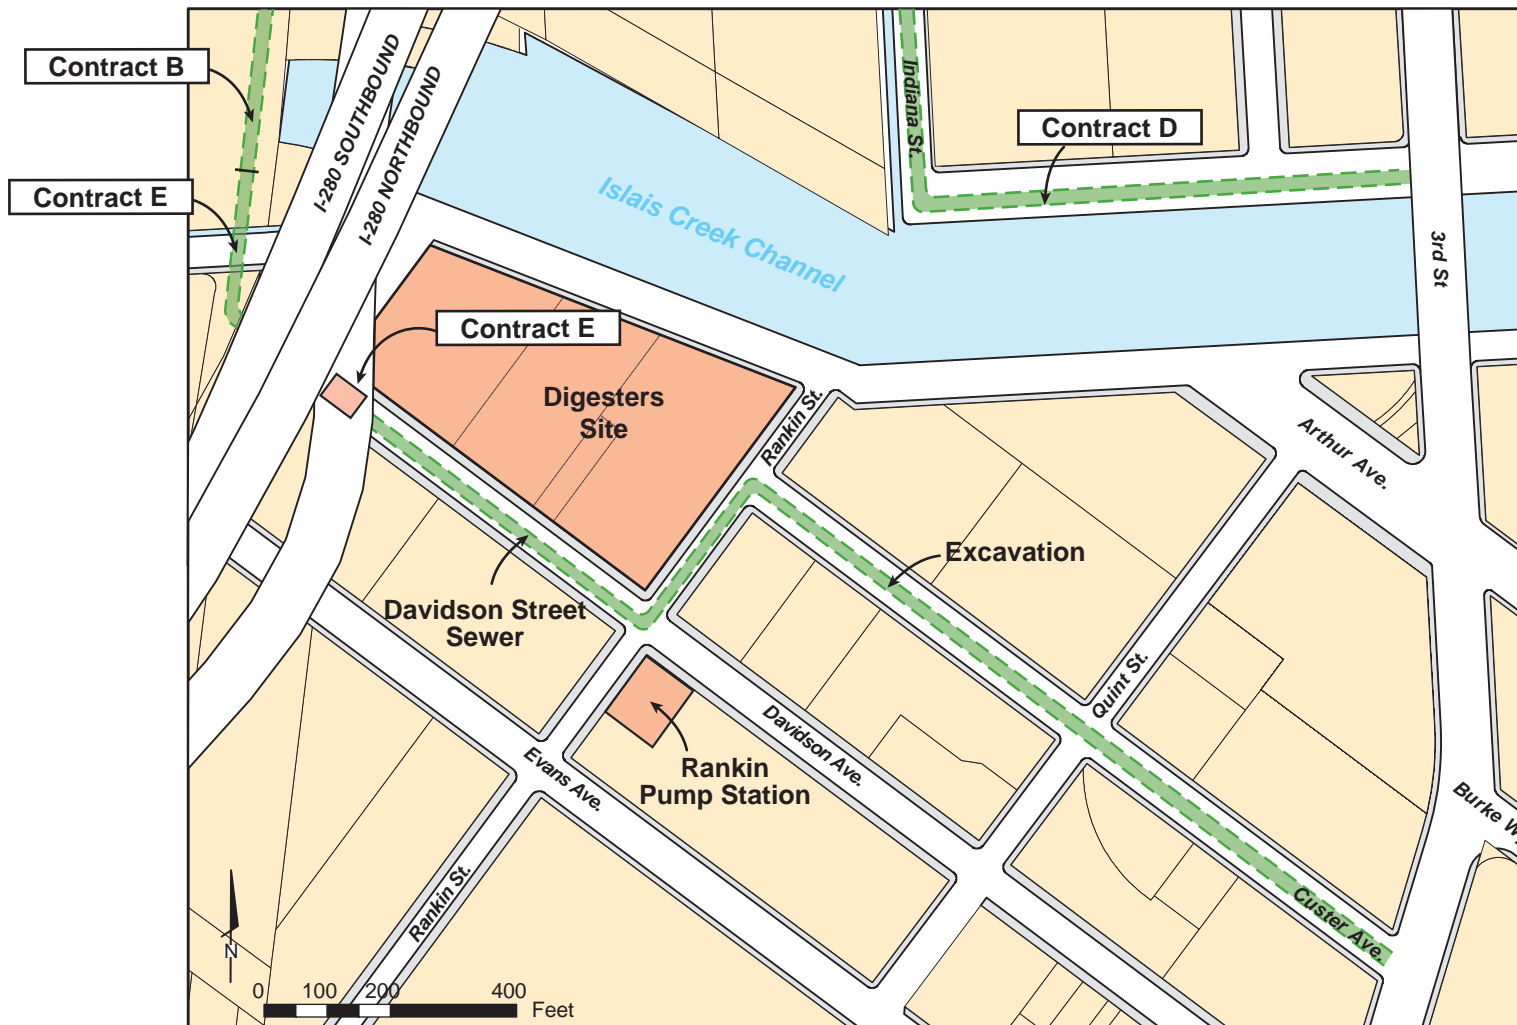 Contract B
I-280 SOUTHBOUND
I-280 NORTHBOUND
Indiana St.
Contract D
Contract E
Islais Creek Channel
3rd St
Contract E
Digesters
Site
Rankin St.
Arthur Ave.
Excavation
Davidson Street
Sewer
Quint St.
Davidson Ave.
Evans Ave.
Rankin
Pump Station
Burke W
Rankin St.
Custer Ave.
N
0 100 200 400
Feet